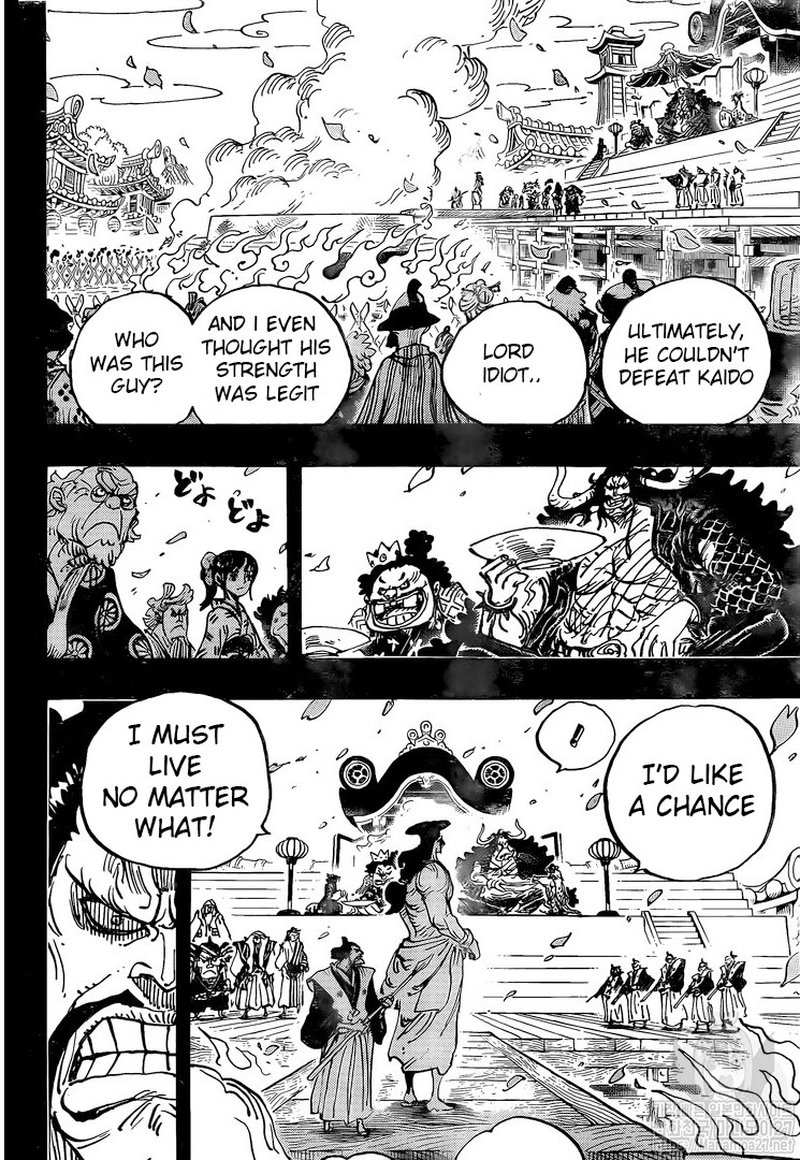 ULTIMATELY,
HE COULDN'T
DEFEAT KAIDO
LORD
IDIOT..
AND I EVEN
THOUGHT HIS
STRENGTH
WAS LEGIT
WHO
WAS THIS
GUY?
どよ
どよ
!
I'D LIKE
A CHANCE
I MUST
LIVE
NO MATTER
WHAT!